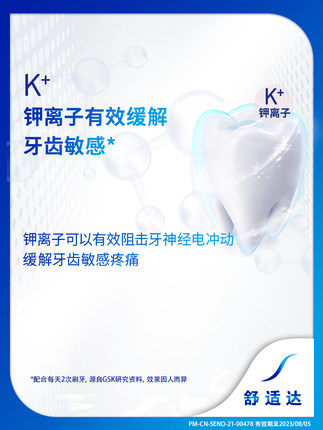 K⁺
钾离子有效缓解
牙齿敏感*
K⁺
钾离子
钾离子可以有效阻击牙神经电冲动
缓解牙齿敏感疼痛
*配合每天2次刷牙, 源自GSK研究资料, 效果因人而异
舒适达
PM-CN-SENO-21-00478 有效期至2023/08/05